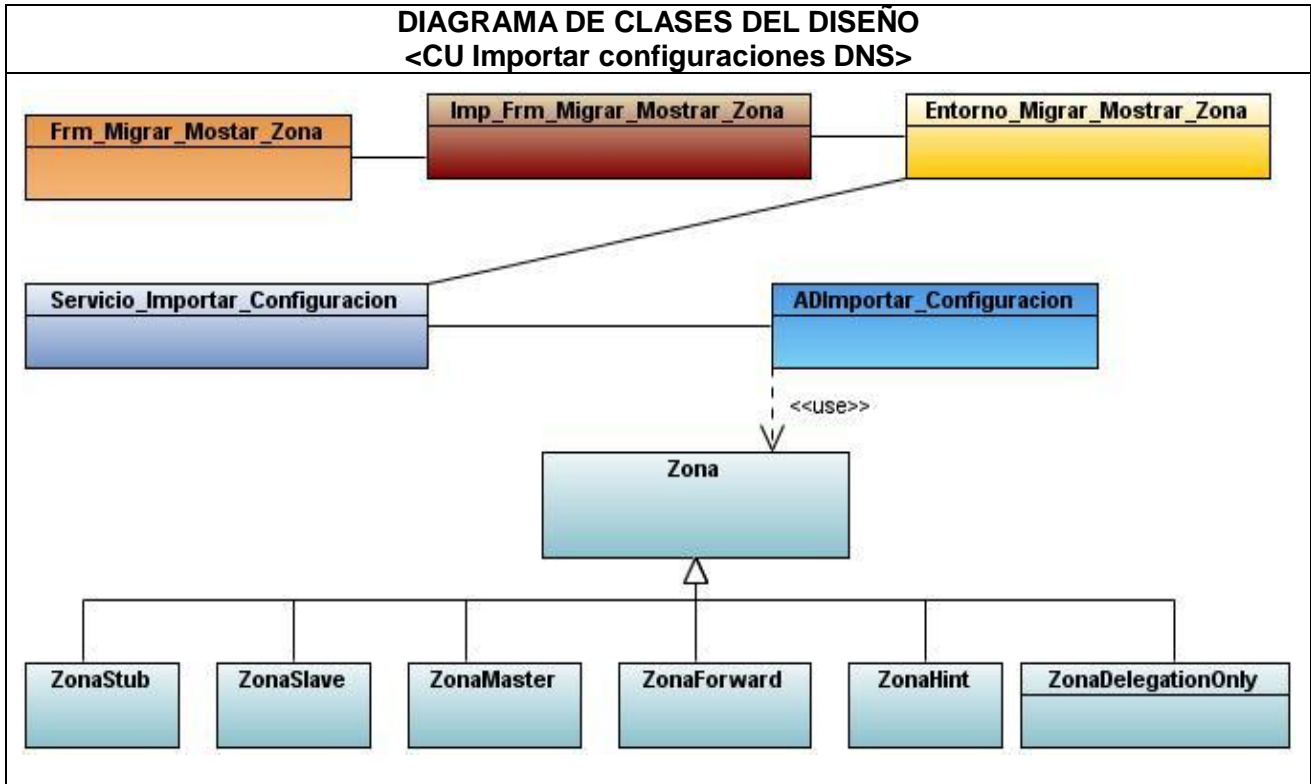 DIAGRAMA DE CLASES DEL DISEÑO
<CU Importar configuraciones DNS>
Frm_Migrar_Mostar_Zona
Imp_Frm_Migrar_Mostrar_Zona
Entorno_Migrar_Mostrar_Zona
Servicio_Importar_Configuracion
ADImportar_Configuracion
<<use>>
Zona
ZonaStub
ZonaSlave
ZonaMaster
ZonaForward
ZonaHint
ZonaDelegationOnly